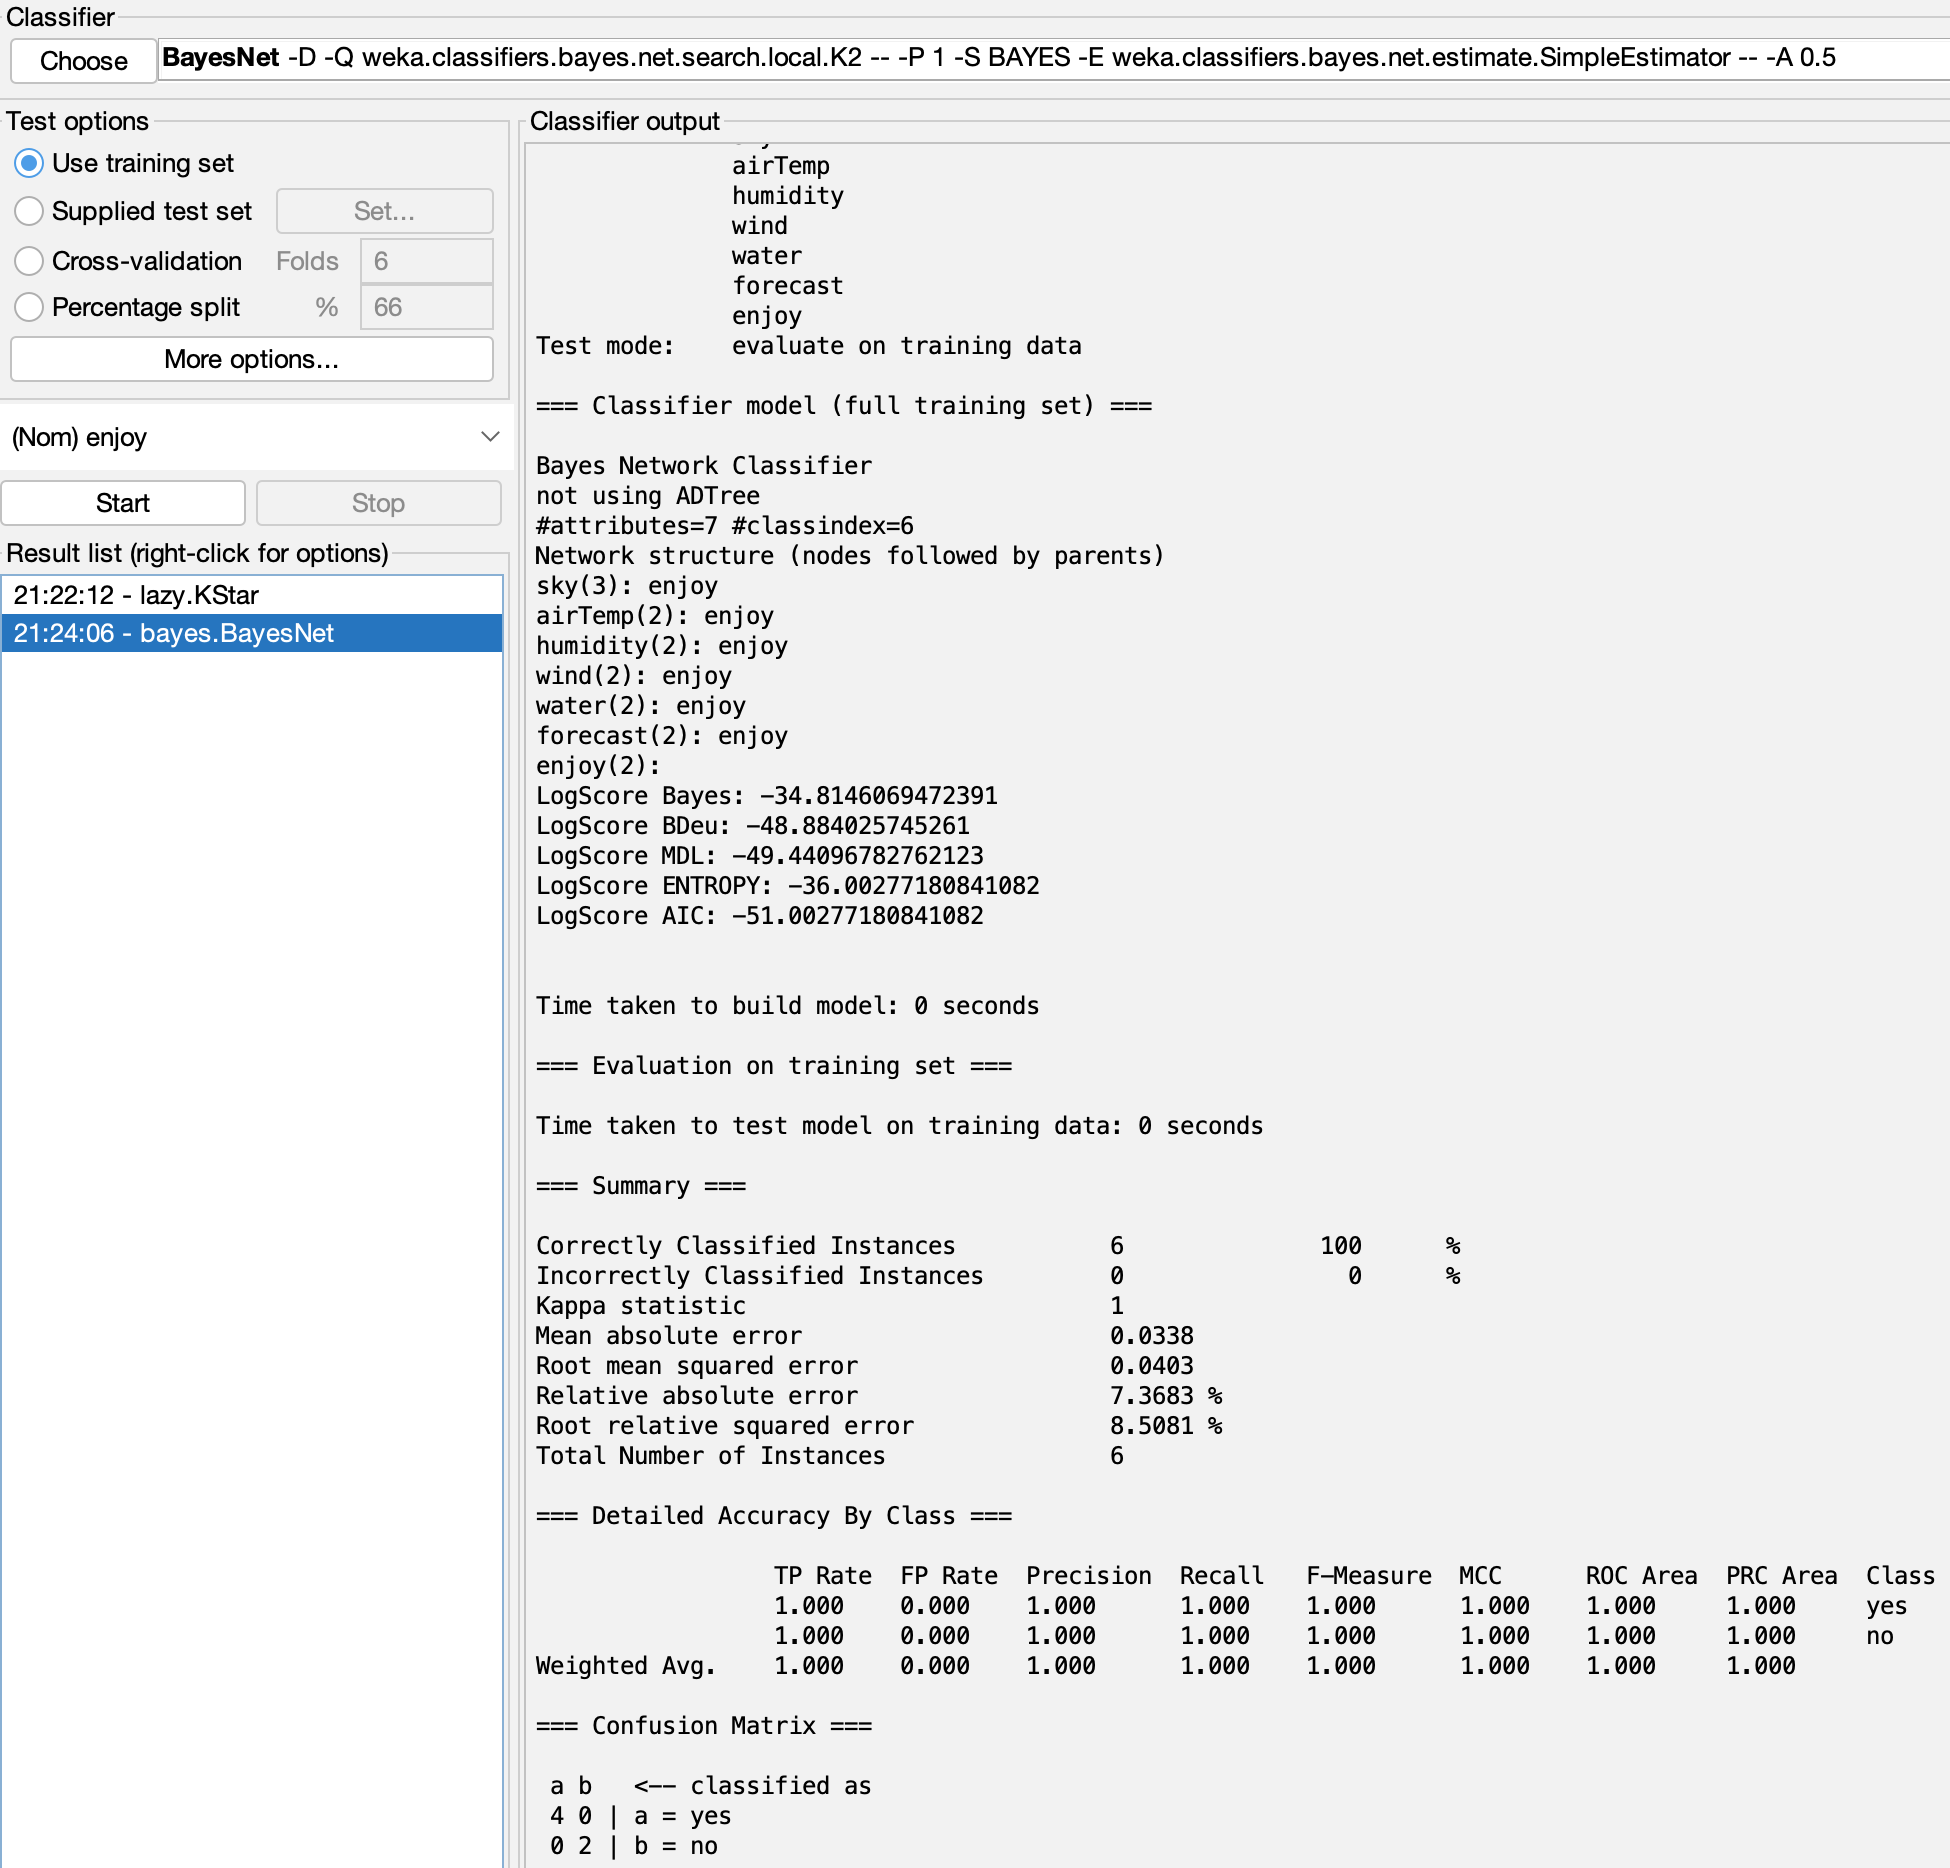 Classifier
Choose BayesNet -D -Q weka.classifiers.bayes.net.search.local.K2 -- -P 1 -S BAYES -E weka.classifiers.bayes.net.estimate.SimpleEstimator -- -A 0.5
Test options
Use training set
Supplied test set Set...
Cross-validation Folds 6
Percentage split % 66
More options...
(Nom) enjoy
Start Stop
Result list (right-click for options)
21:22:12 - lazy.KStar
21:24:06 - bayes.BayesNet
Classifier output
airTemp
humidity
wind
water
forecast
enjoy
Test mode: evaluate on training data
=== Classifier model (full training set) ===
Bayes Network Classifier
not using ADTree
#attributes=7 #classindex=6
Network structure (nodes followed by parents)
sky(3): enjoy
airTemp(2): enjoy
humidity(2): enjoy
wind(2): enjoy
water(2): enjoy
forecast(2): enjoy
enjoy(2):
LogScore Bayes: -34.8146069472391
LogScore BDeu: -48.884025745261
LogScore MDL: -49.44096782762123
LogScore ENTROPY: -36.00277180841082
LogScore AIC: -51.00277180841082
Time taken to build model: 0 seconds
=== Evaluation on training set ===
Time taken to test model on training data: 0 seconds
=== Summary ===
Correctly Classified Instances 6 100 %
Incorrectly Classified Instances 0 0 %
Kappa statistic 1
Mean absolute error 0.0338
Root mean squared error 0.0403
Relative absolute error 7.3683 %
Root relative squared error 8.5081 %
Total Number of Instances 6
=== Detailed Accuracy By Class ===
TP Rate FP Rate Precision Recall F-Measure MCC ROC Area PRC Area Class
1.000 0.000 1.000 1.000 1.000 1.000 1.000 1.000 yes
1.000 0.000 1.000 1.000 1.000 1.000 1.000 1.000 no
Weighted Avg. 1.000 0.000 1.000 1.000 1.000 1.000 1.000 1.000
=== Confusion Matrix ===
a b <-- classified as
4 0 | a = yes
0 2 | b = no